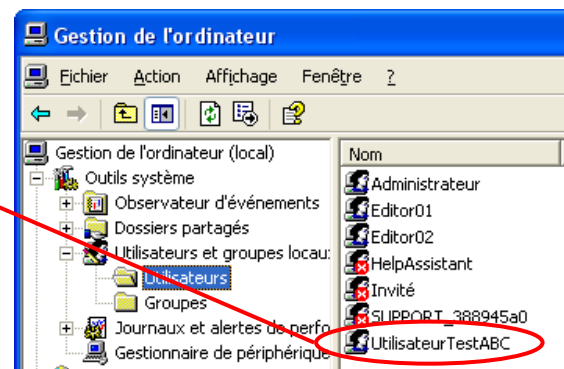 Gestion de l'ordinateur
Fichier Action Affichage Fenêtre ?
Gestion de l'ordinateur (local)
Outils système
Observateur d'événements
Dossiers partagés
Utilisateurs et groupes locau
Utilisateurs
Groupes
Journaux et alertes de perfo
Gestionnaire de périphérique
Nom
Administrateur
Editor01
Editor02
HelpAssistant
Invité
SUPPORT_388945a0
UtilisateurTestABC